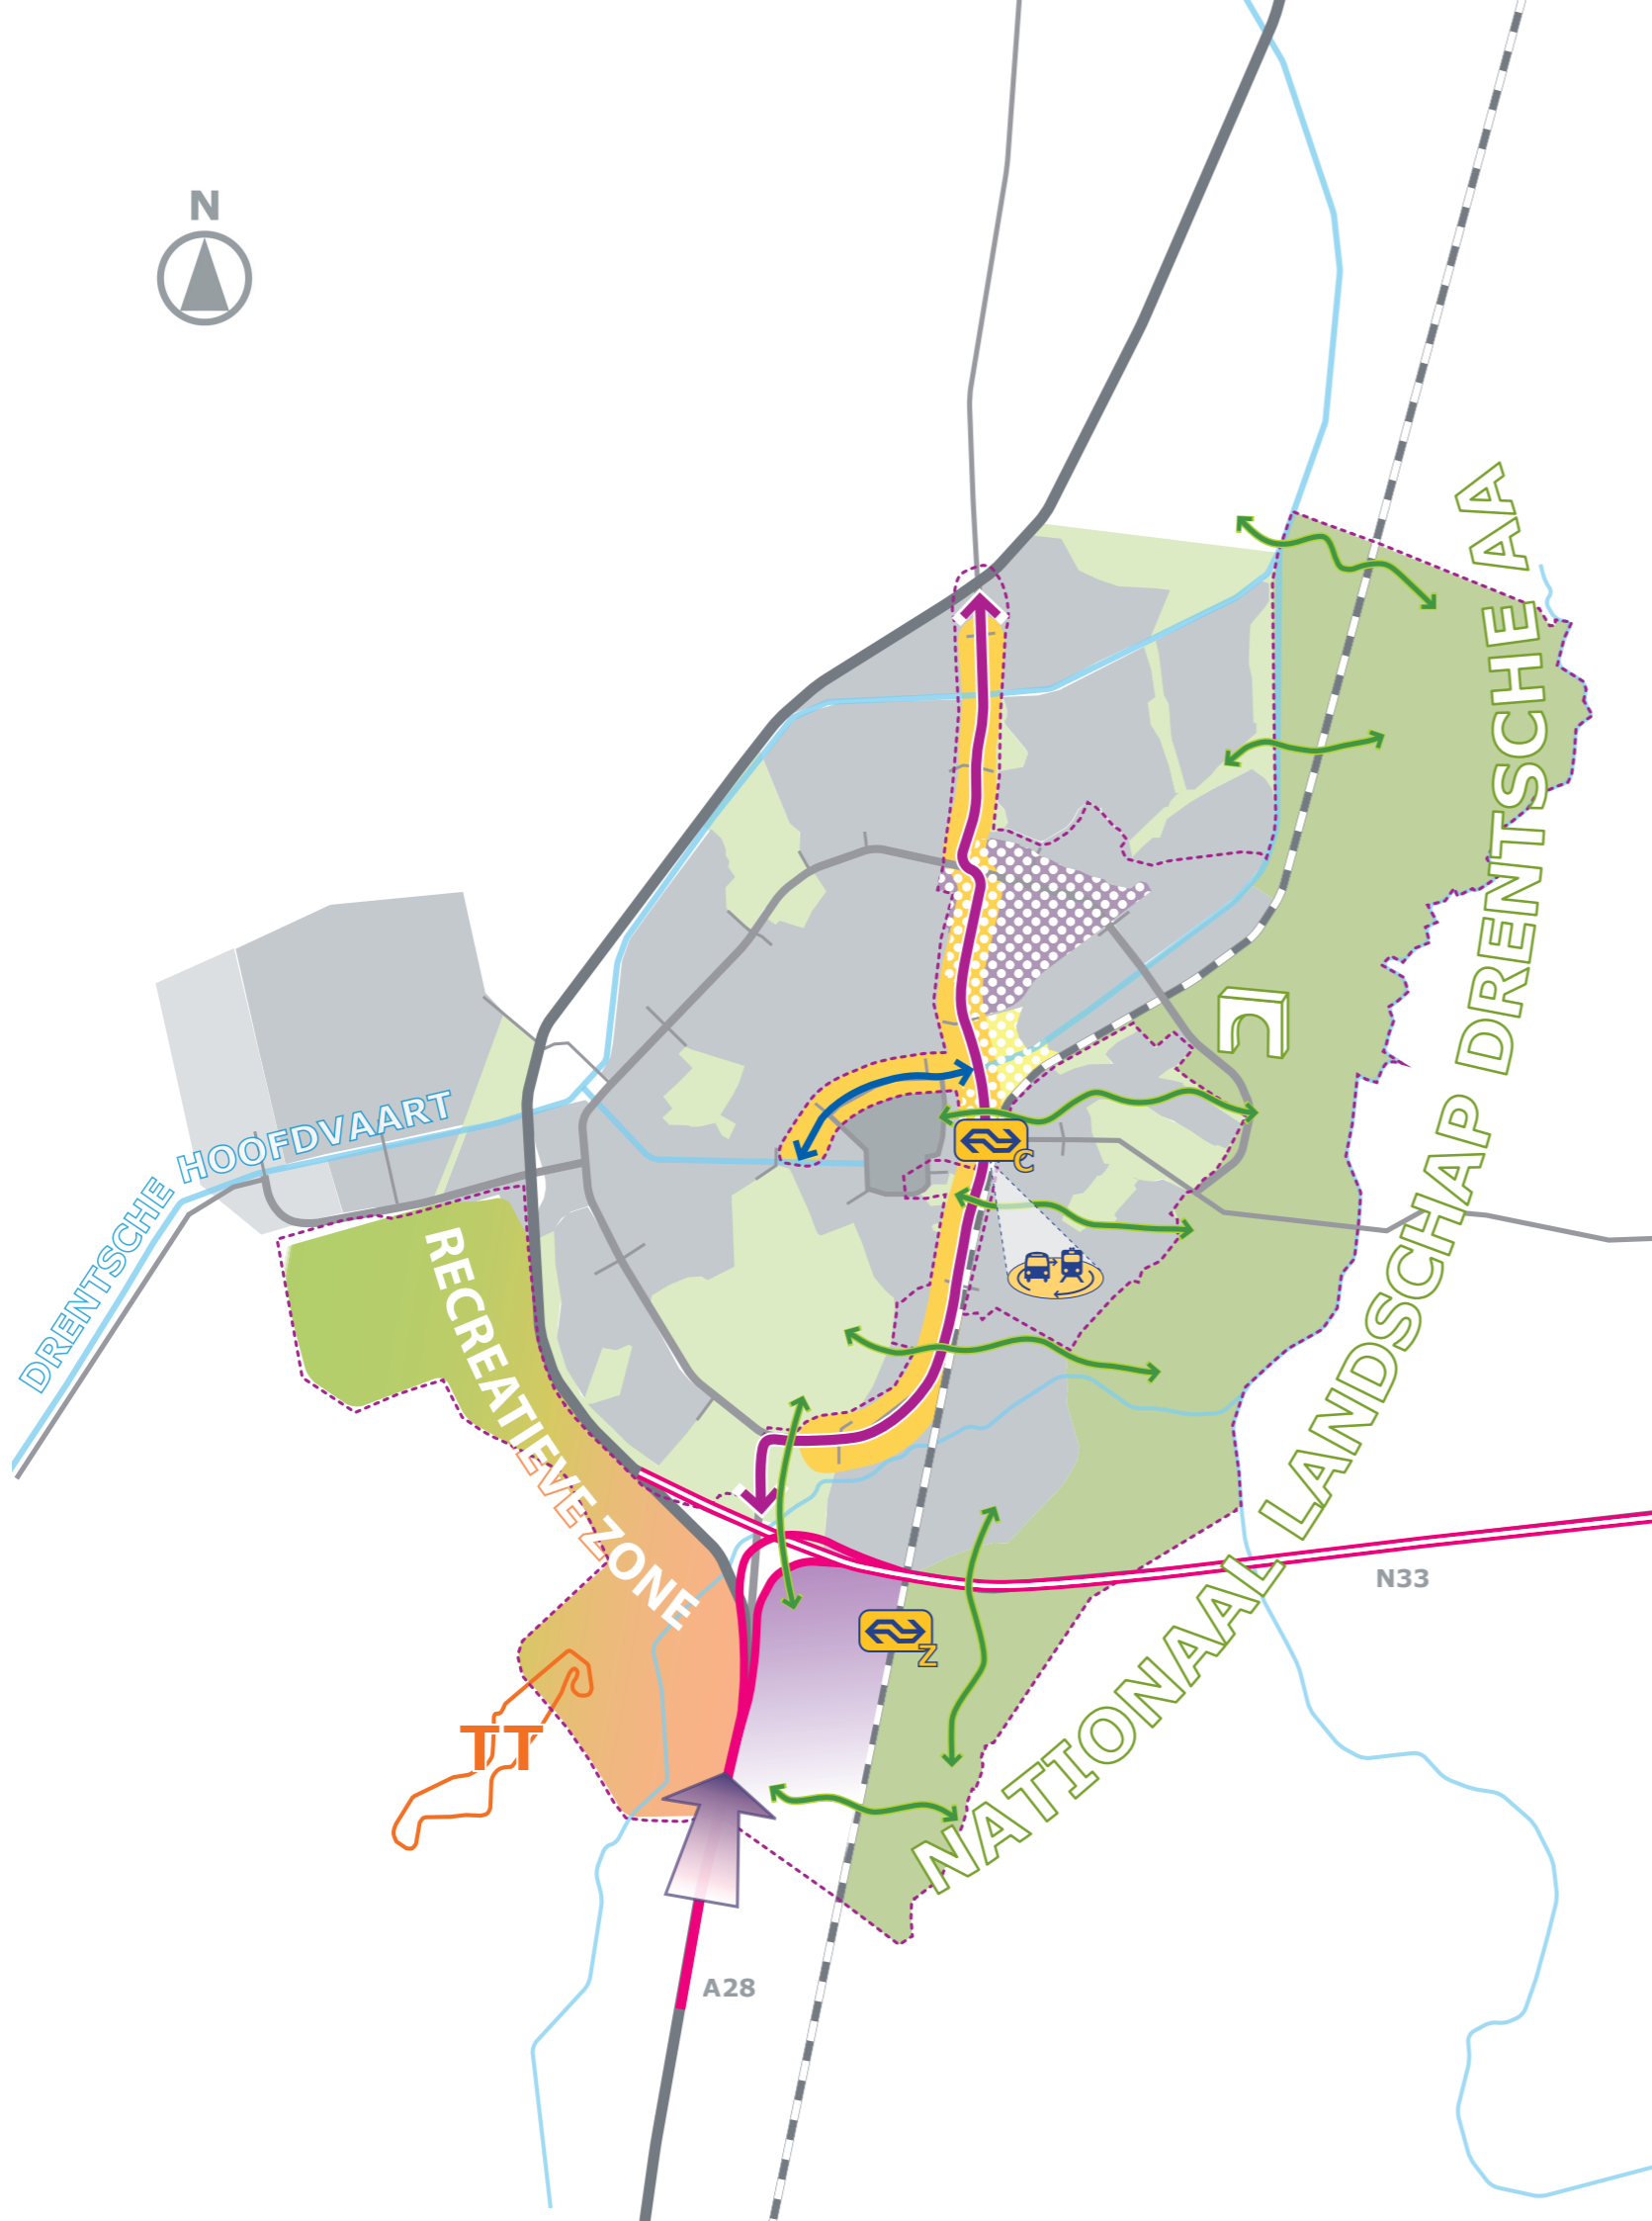 N
NATIONAAL LANDSCHAP DRENTSCHE AA
DRENTSCHE HOOFDVAART
C
RECREATIEVE ZONE
N33
Z
TT
A28